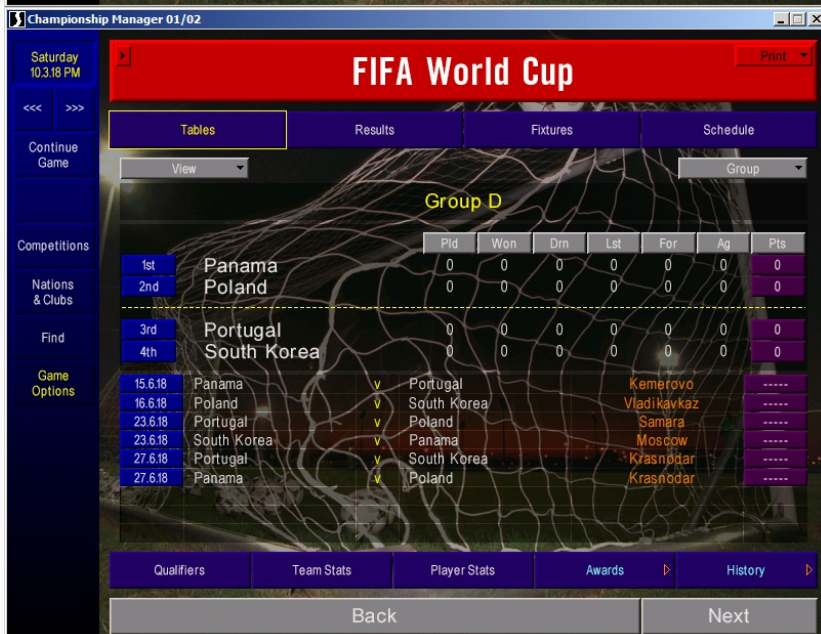 Championship Manager 01/02
Saturday
10.3.18 PM
<<< >>>
Continue
Game
Competitions
Nations
& Clubs
Find
Game
Options
FIFA World Cup
Print
Tables Results Fixtures Schedule
View Group
Group D
Pld Won Drn Lst For Ag Pts
1st Panama 0 0 0 0 0 0 0
2nd Poland 0 0 0 0 0 0 0
3rd Portugal 0 0 0 0 0 0 0
4th South Korea 0 0 0 0 0 0 0
15.6.18 Panama v Portugal Kemerovo -----
16.6.18 Poland v South Korea Vladikavkaz -----
23.6.18 Portugal v Poland Samara -----
23.6.18 South Korea v Panama Moscow -----
27.6.18 Portugal v South Korea Krasnodar -----
27.6.18 Panama v Poland Krasnodar -----
Qualifiers Team Stats Player Stats Awards History
Back Next